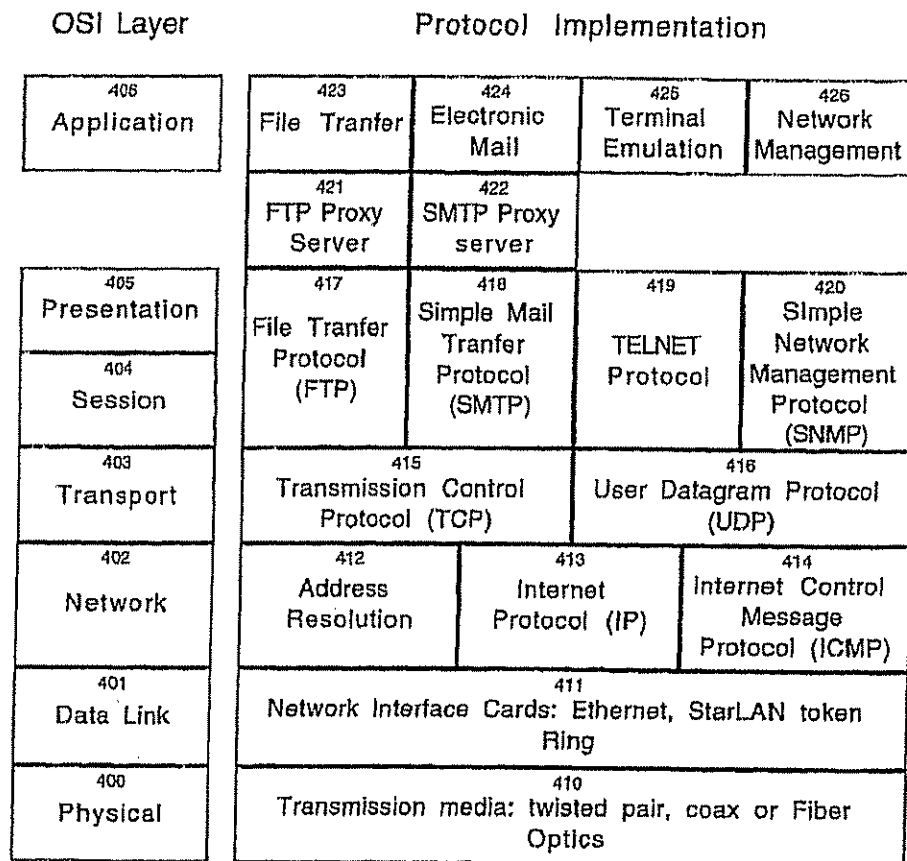 OSI Layer
Protocol Implementation
406
Application
423
File Tranfer
424
Electronic
Mail
425
Terminal
Emulation
426
Network
Management
421
FTP Proxy
Server
422
SMTP Proxy
server
405
Presentation
404
Session
417
File Tranfer
Protocol
(FTP)
418
Simple Mail
Tranfer
Protocol
(SMTP)
419
TELNET
Protocol
420
SImple
Network
Management
Protocol
(SNMP)
403
Transport
415
Transmission Control
Protocol (TCP)
416
User Datagram Protocol
(UDP)
402
Network
412
Address
Resolution
413
Internet
Protocol (IP)
414
Internet Control
Message
Protocol (ICMP)
401
Data Link
411
Network Interface Cards: Ethernet, StarLAN token
Ring
400
Physical
410
Transmission media: twisted pair, coax or Fiber
Optics